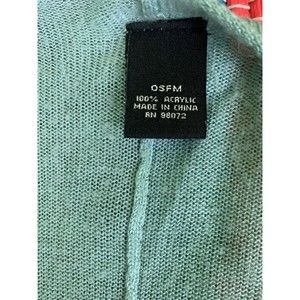 OSFM
100% ACRYLIC
MADE IN CHINA
RN 98072